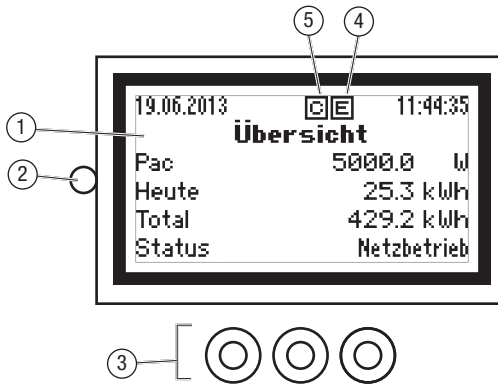 5 4
19.06.2013 C E 11:44:35
1
Übersicht
Pac 5000.0 W
2
Heute 25.3 kWh
Total 429.2 kWh
Status Netzbetrieb
3